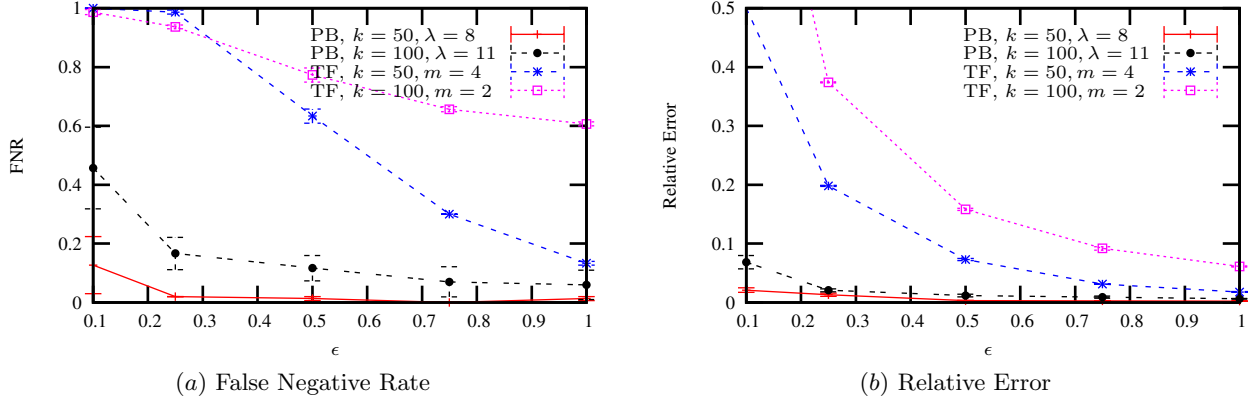 1
0.8
0.6
0.4
0.2
0
FNR
0.1 0.2 0.3 0.4 0.5 0.6 0.7 0.8 0.9 1
ϵ
PB, k = 50, λ = 8
PB, k = 100, λ = 11
TF, k = 50, m = 4
TF, k = 100, m = 2
(a) False Negative Rate
0.5
0.4
0.3
0.2
0.1
0
Relative Error
0.1 0.2 0.3 0.4 0.5 0.6 0.7 0.8 0.9 1
ϵ
PB, k = 50, λ = 8
PB, k = 100, λ = 11
TF, k = 50, m = 4
TF, k = 100, m = 2
(b) Relative Error